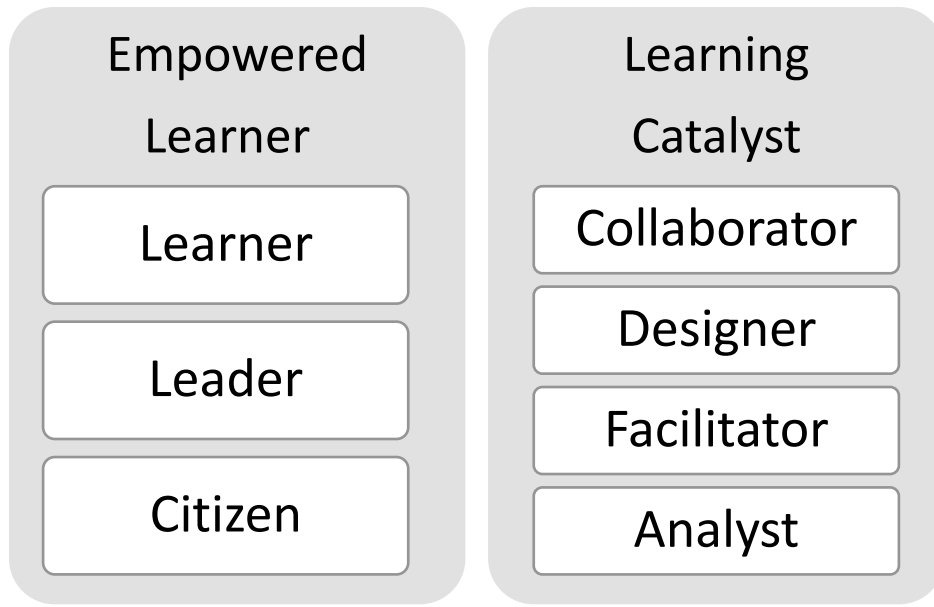 Empowered
Learner
Learner
Leader
Citizen
Learning
Catalyst
Collaborator
Designer
Facilitator
Analyst